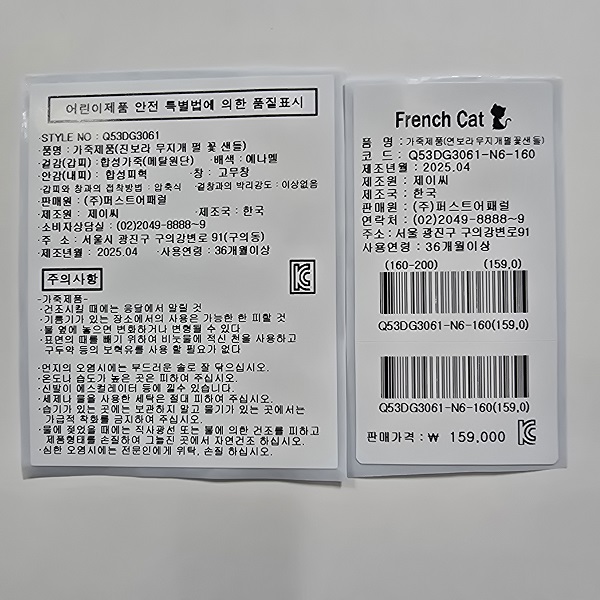 어린이제품 안전 특별법에 의한 품질표시
·STYLE NO : Q53DG3061
·품명 : 가죽제품(진보라 무지개 펄 꽃 샌들)
·겉감(갑피) : 합성가죽(메탈원단) · 배색 : 에나멜
·안감(내피) : 합성피혁 · 창 : 고무창
·갑피와 창과의 접착방법 : 압축식 ·겉창과의 박리강도 : 이상없음
·판매원 : (주)퍼스트어패럴
·제조원 : 제이씨 ·제조국 : 한국
·소비자상담실 : (02)2049-8888~9
·주 소 : 서울시 광진구 구의강변로 91(구의동)
·제조년월 : 2025.04 ·사용연령 : 36개월이상
주의사항
-가죽제품-
·건조시킬 때에는 응달에서 말릴 것
·기름기가 있는 장소에서의 사용은 가능한 한 피할 것
·불 옆에 놓으면 변화하거나 변형될 수 있다
·표면의 때를 빼기 위하여 비눗물에 적신 천을 사용하고
구두약 등의 보혁유를 사용 할 필요가 없다
·먼지의 오염시에는 부드러운 솔로 잘 닦으십시오.
·온도나 습도가 높은 곳은 피하여 주십시오.
·신발이 에스컬레이터 등에 낄수 있습니다.
·세제나 물을 사용한 세탁은 절대 피하여 주십시오.
·습기가 있는 곳에는 보관하지 말고 물기가 있는 곳에서는
가급적 착화를 금지하여 주십시오.
·물에 젖었을 때에는 직사광선 또는 불에 의한 건조를 피하고
제품형태를 손질하여 그늘진 곳에서 자연건조 하십시오.
·심한 오염시에는 전문인에게 위탁, 손질 하십시오.
French Cat
품 명 : 가죽제품(연보라무지개펄꽃샌들)
코 드 : Q53DG3061-N6-160
제조년월 : 2025.04
제조원 : 제이씨
제조국 : 한국
판매원 : (주)퍼스트어패럴
연락처 : (02)2049-8888~9
주소: 서울 광진구 구의강변로91
사용연령 : 36개월이상
(160-200) (159,0)
Q53DG3061-N6-160(159,0)
Q53DG3061-N6-160(159,0)
판매가격 : ₩ 159,000